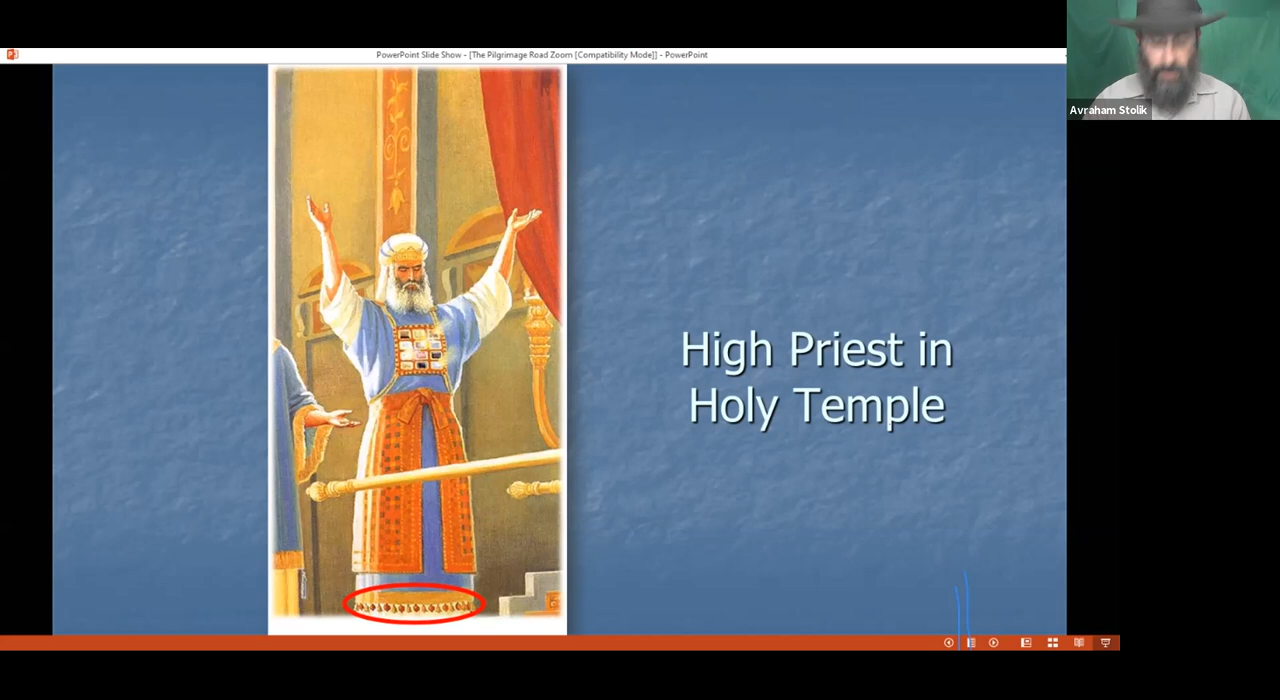 PowerPoint Slide Show - [The Pilgrimage Road Zoom [Compatibility Mode]] - PowerPoint
Avraham Stolik
High Priest in
Holy Temple